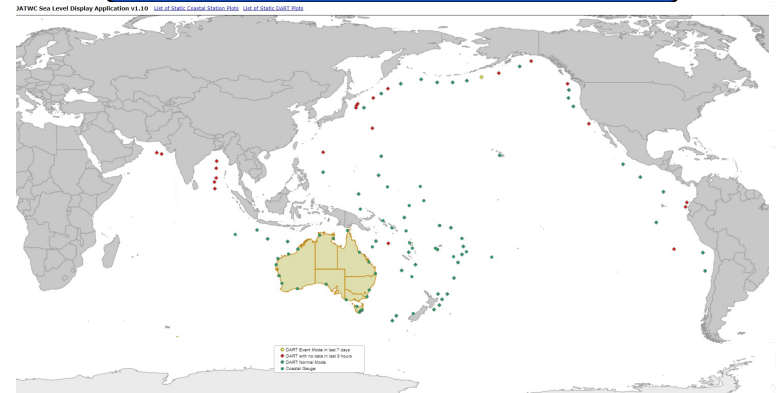 JATWC Sea Level Display Application v1.10 List of Static Coastal Station Plots List of Static DART Plots
DART Event Mode in last 7 days
DART with no data in last 8 hours
DART Normal Mode
Coastal Gauge